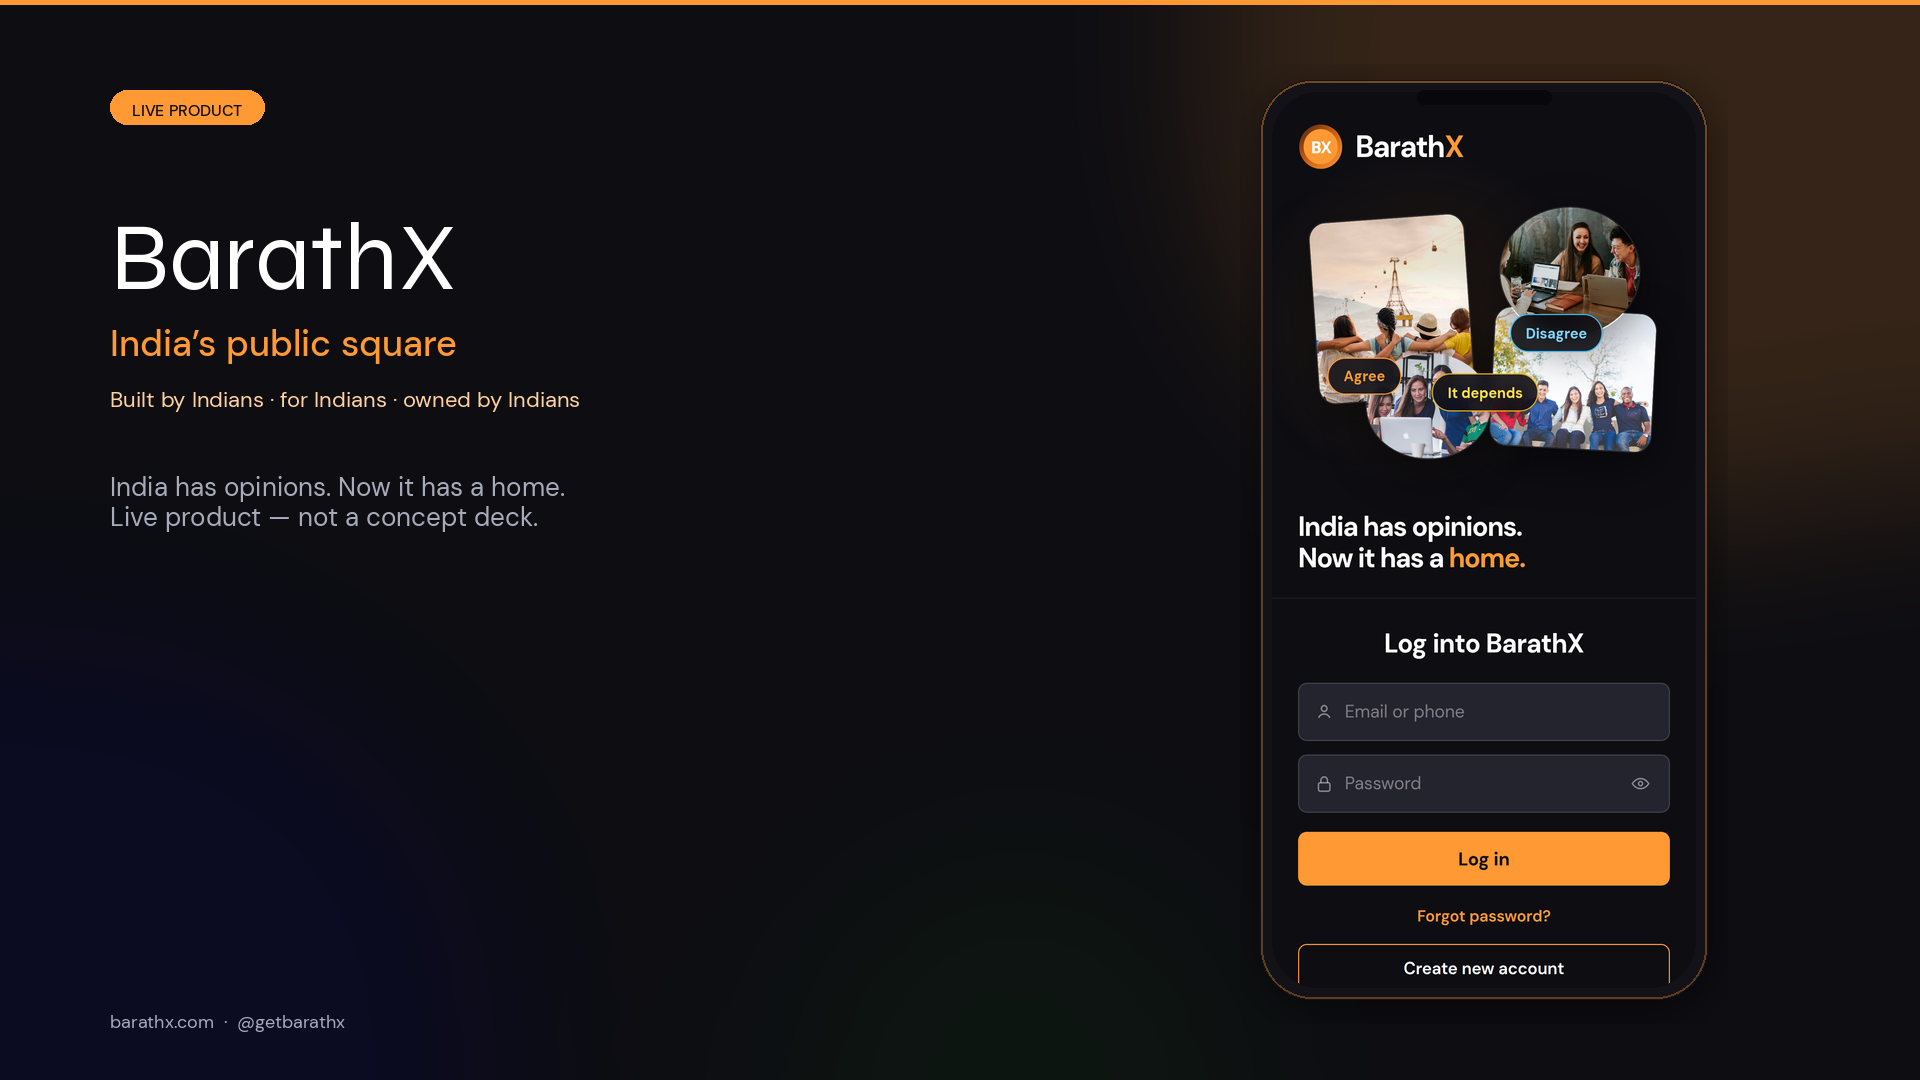 LIVE PRODUCT
BarathX
India’s public square
Built by Indians · for Indians · owned by Indians
India has opinions. Now it has a home.
Live product — not a concept deck.
barathx.com · @getbarathx
BX BarathX
Disagree
Agree
It depends
India has opinions.
Now it has a home.
Log into BarathX
Email or phone
Password
Log in
Forgot password?
Create new account